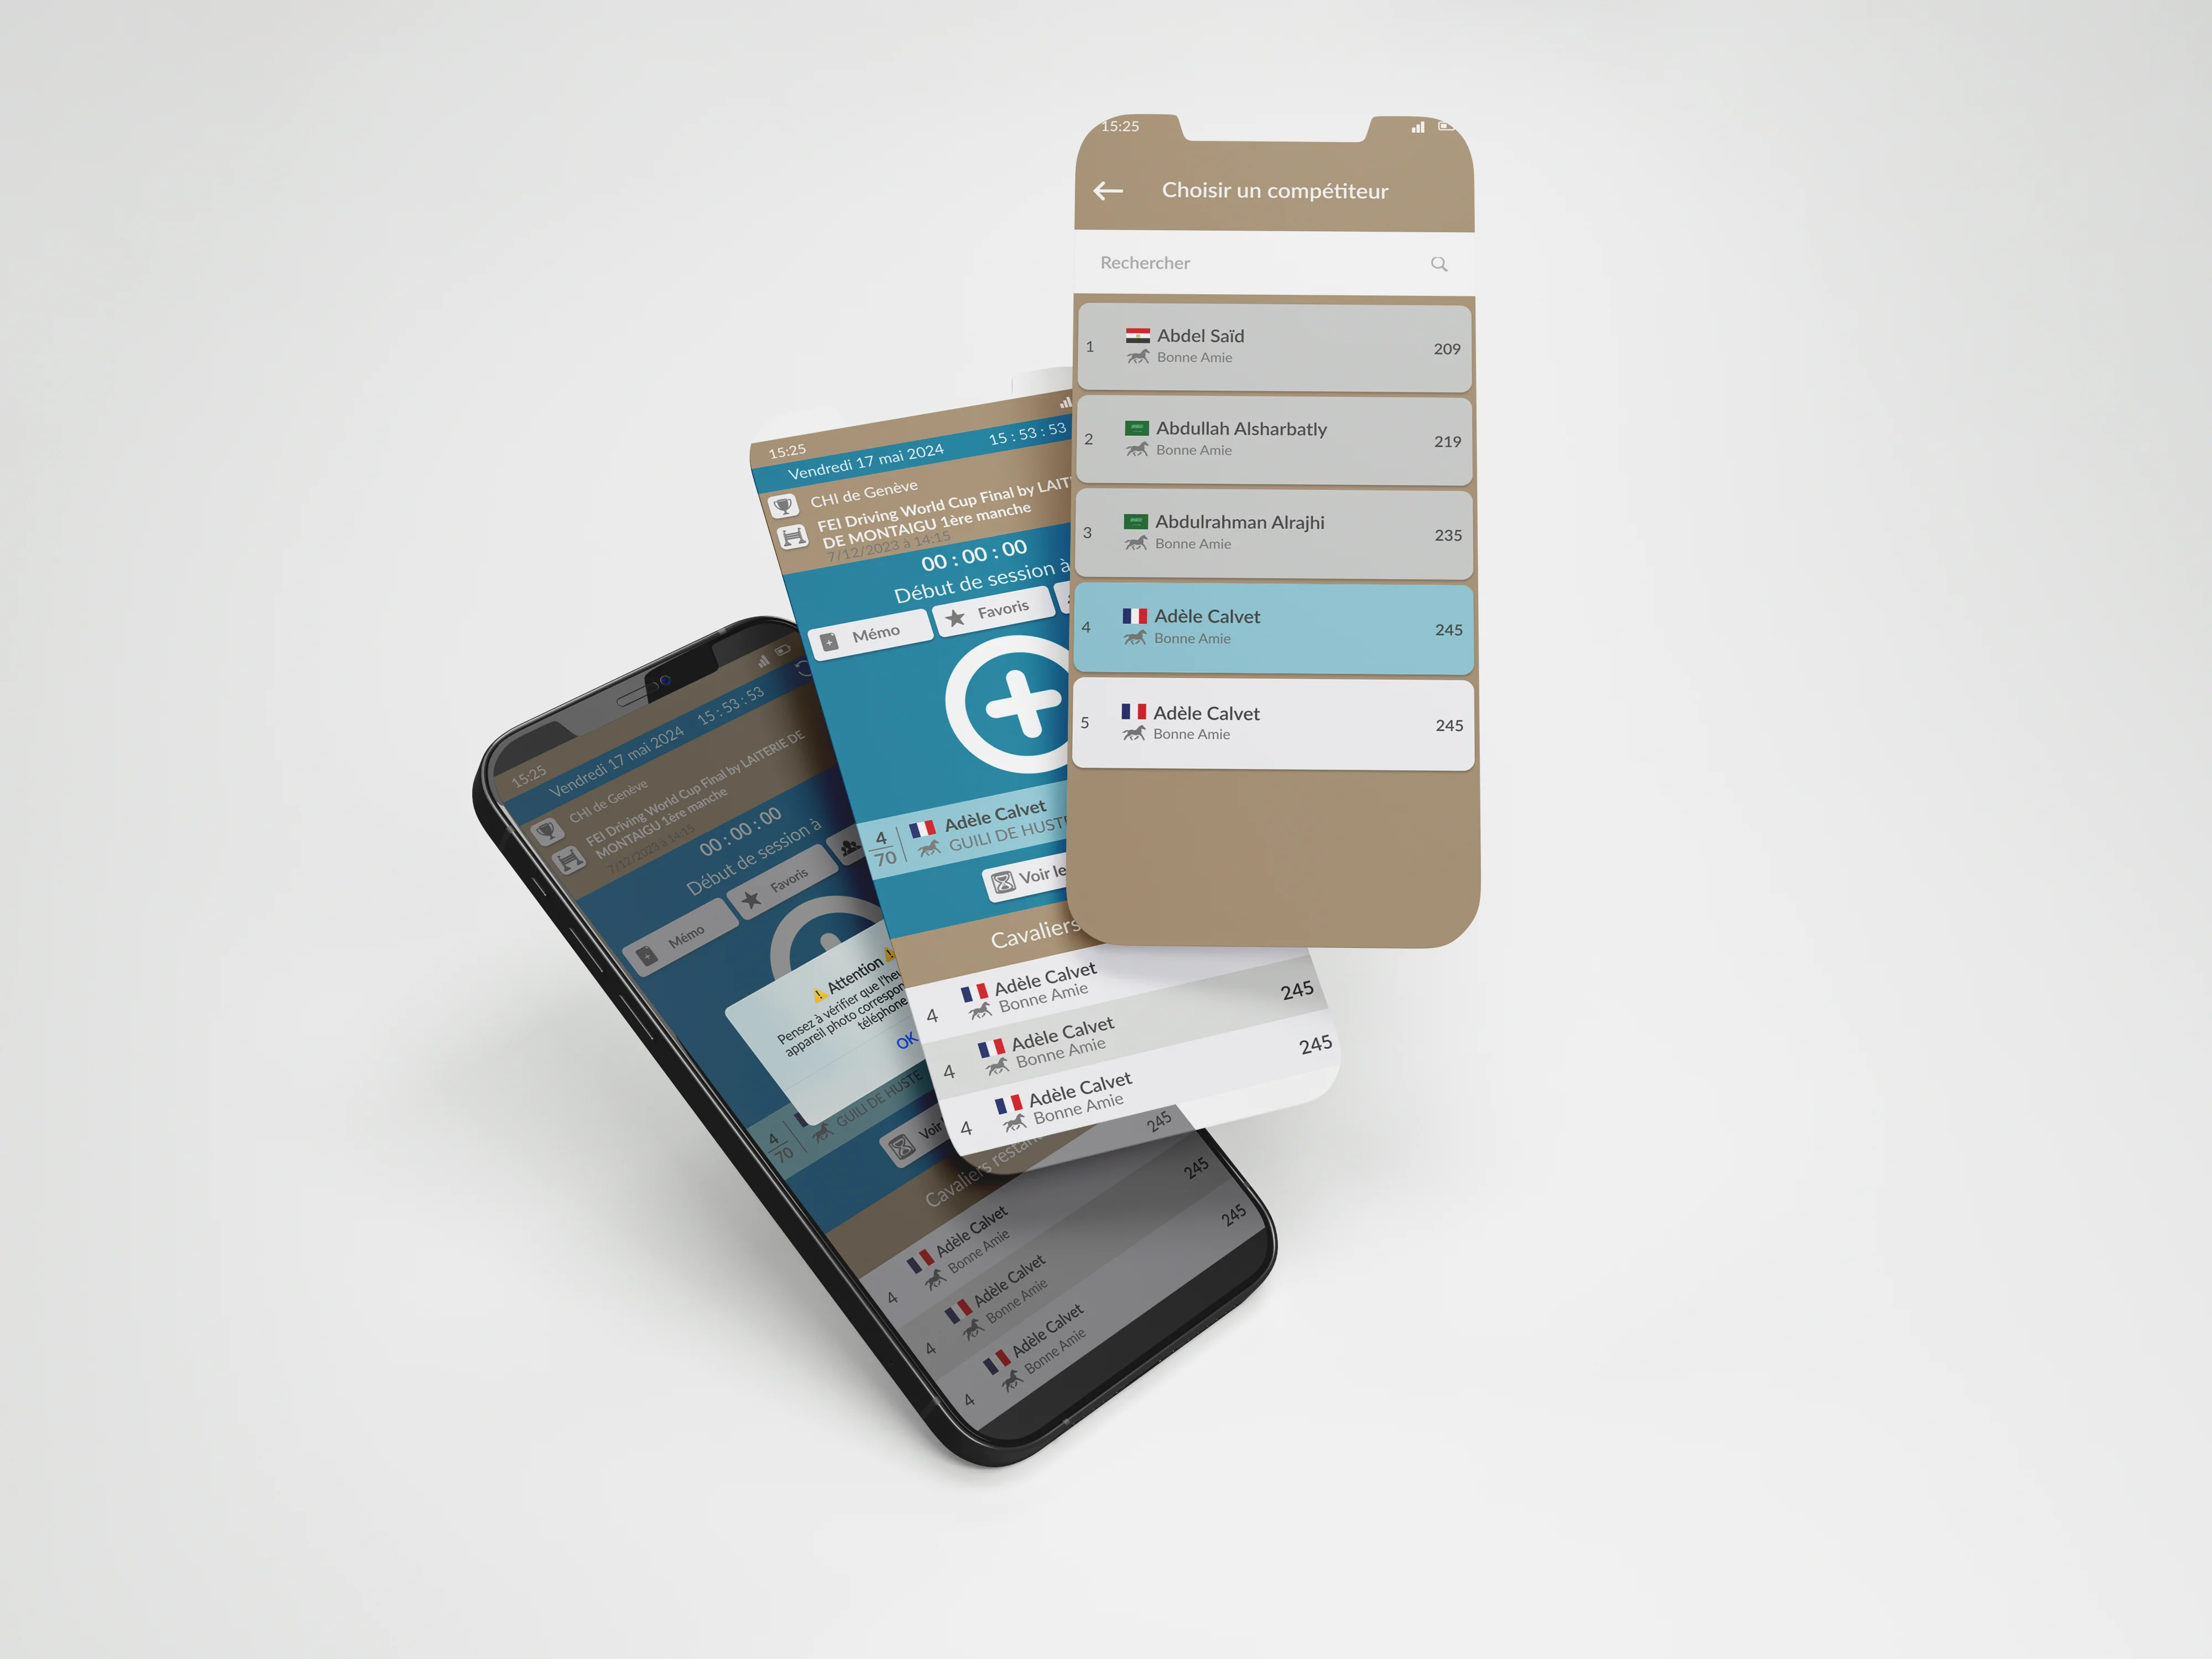 15:25
Choisir un compétiteur
Rechercher
1
Abdel Saïd
Bonne Amie
209
2
Abdullah Alsharbatly
Bonne Amie
219
3
Abdulrahman Alrajhi
Bonne Amie
235
4
Adèle Calvet
Bonne Amie
245
5
Adèle Calvet
Bonne Amie
245
15:25
Vendredi 17 mai 2024
15 : 53 : 53
CHI de Genève
FEI Driving World Cup Final by
DE MONTAIGU 1ère manche
7/12/2023 à 14:15
00 : 00 : 00
Début de session à
Mémo
Favoris
4
70
Adèle Calvet
GUILI DE
Voir
Cavaliers
4
Adèle Calvet
Bonne Amie
4
Adèle Calvet
Bonne Amie
245
4
Adèle Calvet
Bonne Amie
245
15:25
Vendredi 17 mai 2024
15 : 53 : 53
CHI de Genève
FEI Driving World Cup Final by LAITERIE DE
MONTAIGU 1ère manche
7/12/2023 à 14:15
00 : 00 : 00
Début de session à
Mémo
Favoris
Attention
Pensez à vérifier que
appareil photo
téléphone
OK
4
70
GUILI DE
Voir
Cavaliers
4
Adèle Calvet
Bonne Amie
245
4
Adèle Calvet
Bonne Amie
245
4
Adèle Calvet
Bonne Amie
245